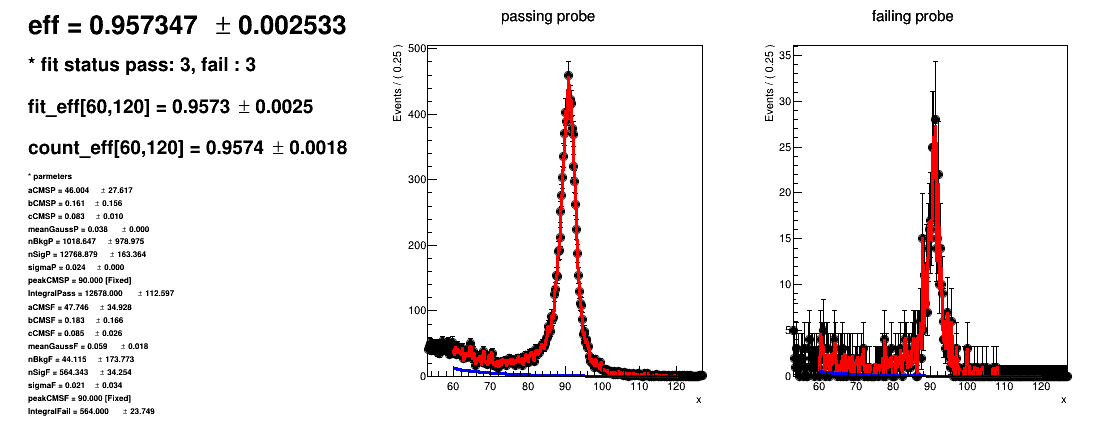 eff = 0.957347 ± 0.002533
* fit status pass: 3, fail : 3
fit_eff[60,120] = 0.9573 ± 0.0025
count_eff[60,120] = 0.9574 ± 0.0018
* parmeters
aCMSP = 46.004 ± 27.617
bCMSP = 0.161 ± 0.156
cCMSP = 0.083 ± 0.010
meanGaussP = 0.038 ± 0.000
nBkgP = 1018.647 ± 978.975
nSigP = 12768.879 ± 163.364
sigmaP = 0.024 ± 0.000
peakCMSP = 90.000 [Fixed]
IntegralPass = 12678.000 ± 112.597
aCMSF = 47.746 ± 34.928
bCMSF = 0.183 ± 0.166
cCMSF = 0.085 ± 0.026
meanGaussF = 0.059 ± 0.018
nBkgF = 44.115 ± 173.773
nSigF = 564.343 ± 34.254
sigmaF = 0.021 ± 0.034
peakCMSF = 90.000 [Fixed]
IntegralFail = 564.000 ± 23.749
passing probe
Events / ( 0.25 )
500
400
300
200
100
0
60 70 80 90 100 110 120
x
failing probe
Events / ( 0.25 )
35
30
25
20
15
10
5
0
60 70 80 90 100 110 120
x